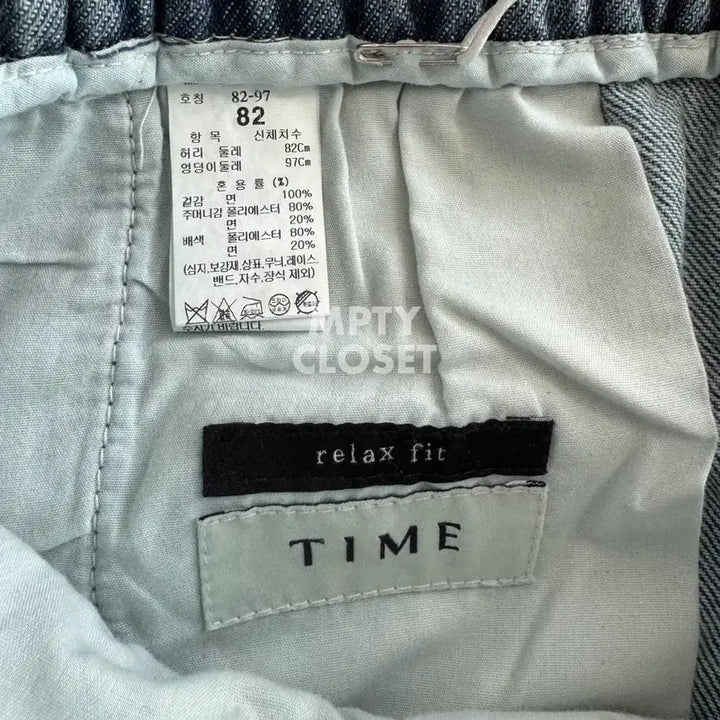 호칭 82-97
82
항 목 신체치수
허리 둘레 82Cm
엉덩이둘레 97Cm
혼 용 률 (%)
겉감 면 100%
주머니감 폴리에스터 80%
면 20%
배색 폴리에스터 80%
면 20%
(심지,보강재,상표,무늬,레이스
밴드,자수,장식 제외)
MPTY
CLOSET
relax fit
TIME